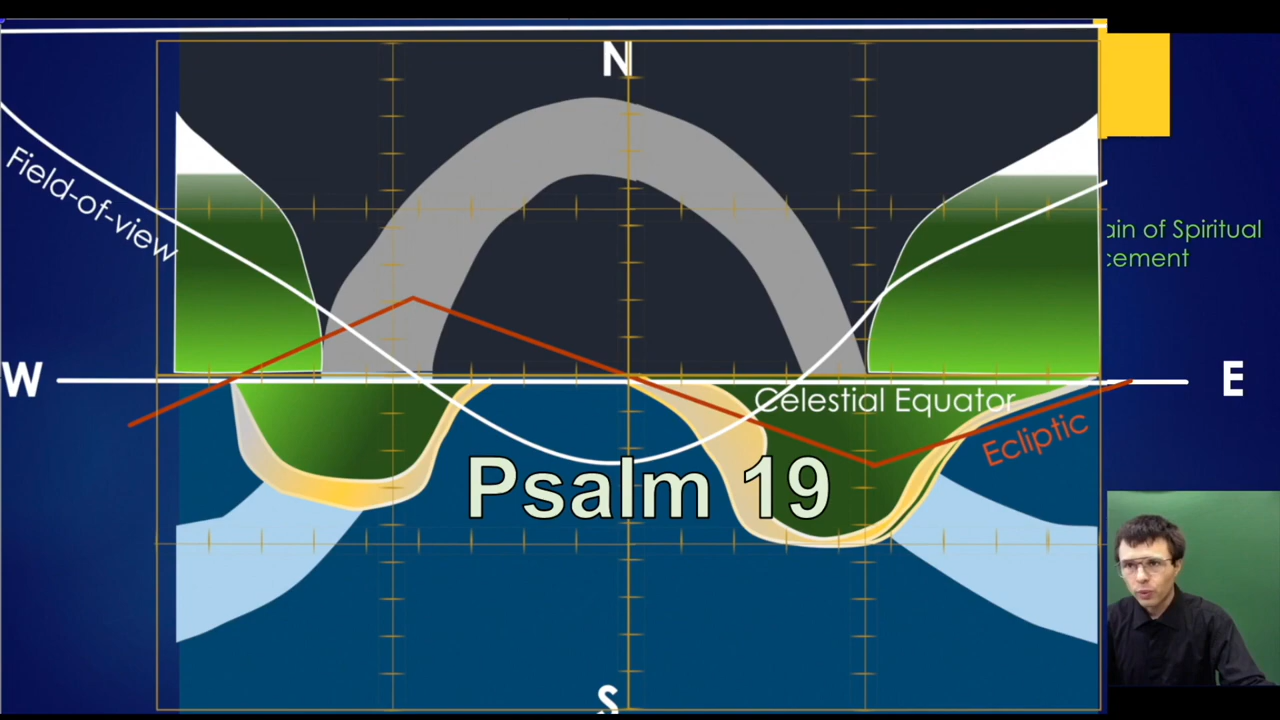 N
Field-of-view
ain of Spiritual
cement
W
E
Celestial Equator
Ecliptic
Psalm 19
S